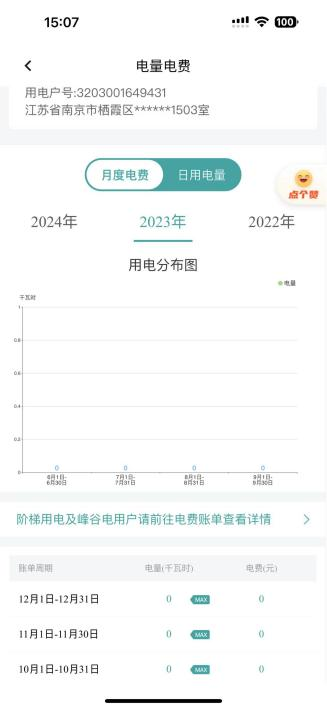 15:07
100
电量电费
用电户号:3203001649431
江苏省南京市栖霞区******1503室
月度电费
日用电量
点个赞
2024年
2023年
2022年
用电分布图
电量
千瓦时
1
0.8
0.6
0.4
0.2
0
0
0
0
0
6月1日-
6月30日
7月1日-
7月31日
8月1日-
8月31日
9月1日-
9月30日
阶梯用电及峰谷电用户请前往电费账单查看详情
账单周期
电量(千瓦时)
电费(元)
12月1日-12月31日
0
MAX
0
11月1日-11月30日
0
MAX
0
10月1日-10月31日
0
MAX
0